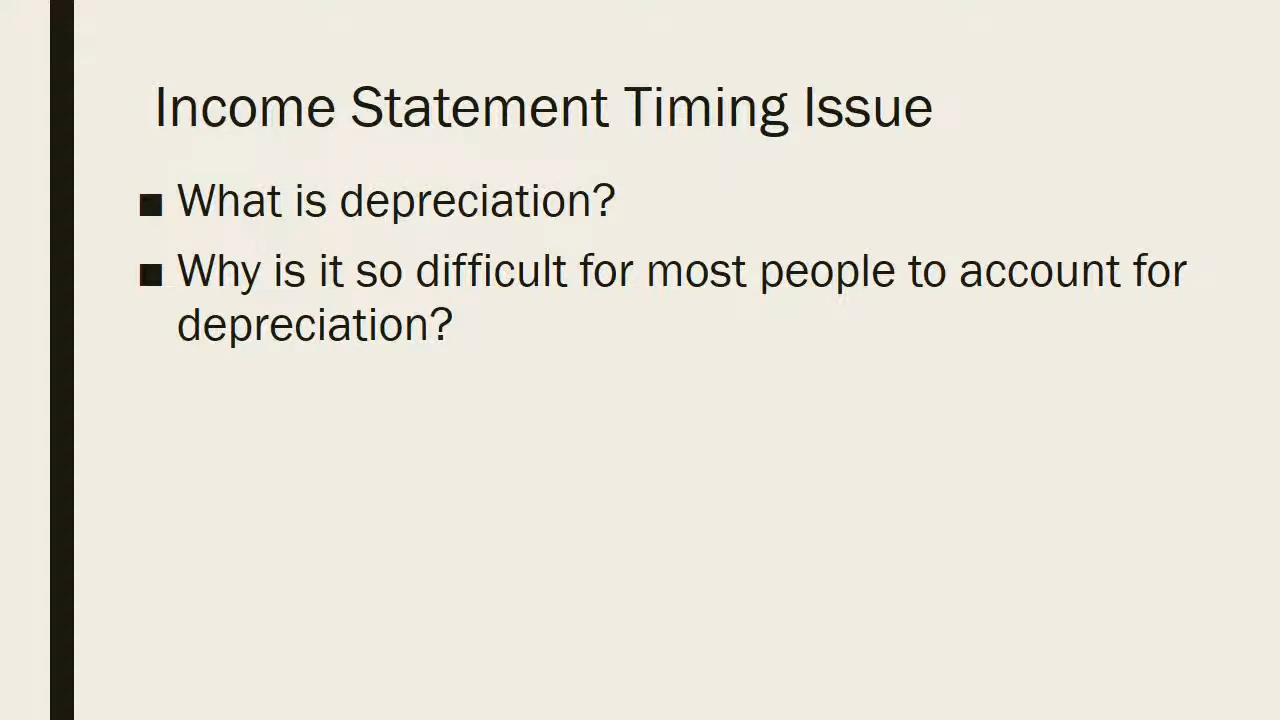 Income Statement Timing Issue
■ What is depreciation?
■ Why is it so difficult for most people to account for
depreciation?